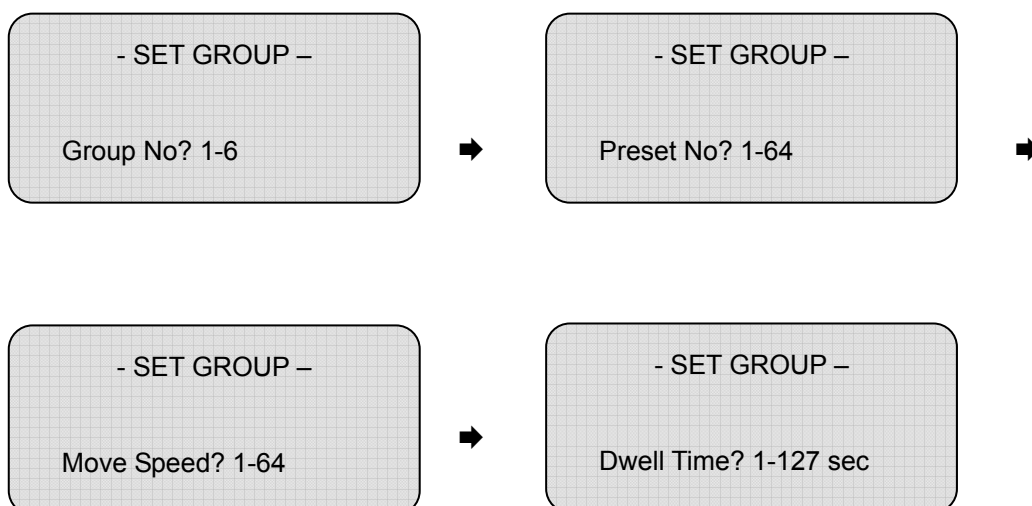 - SET GROUP –
Group No? 1-6
- SET GROUP –
Preset No? 1-64
- SET GROUP –
Move Speed? 1-64
- SET GROUP –
Dwell Time? 1-127 sec